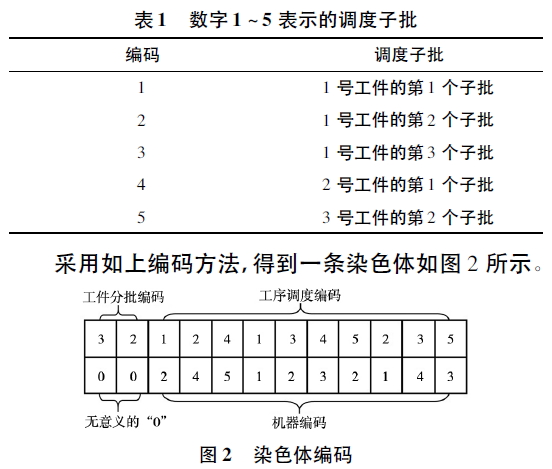 表1 数字1~5表示的调度子批
编码 调度子批
1 1号工件的第1个子批
2 1号工件的第2个子批
3 1号工件的第3个子批
4 2号工件的第1个子批
5 3号工件的第2个子批
采用如上编码方法,得到一条染色体如图2所示。
工件分批编码 工序调度编码
3 2 1 2 4 1 3 4 5 2 3 5
0 0 2 4 5 1 2 3 2 1 4 3
无意义的“0” 机器编码
图2 染色体编码